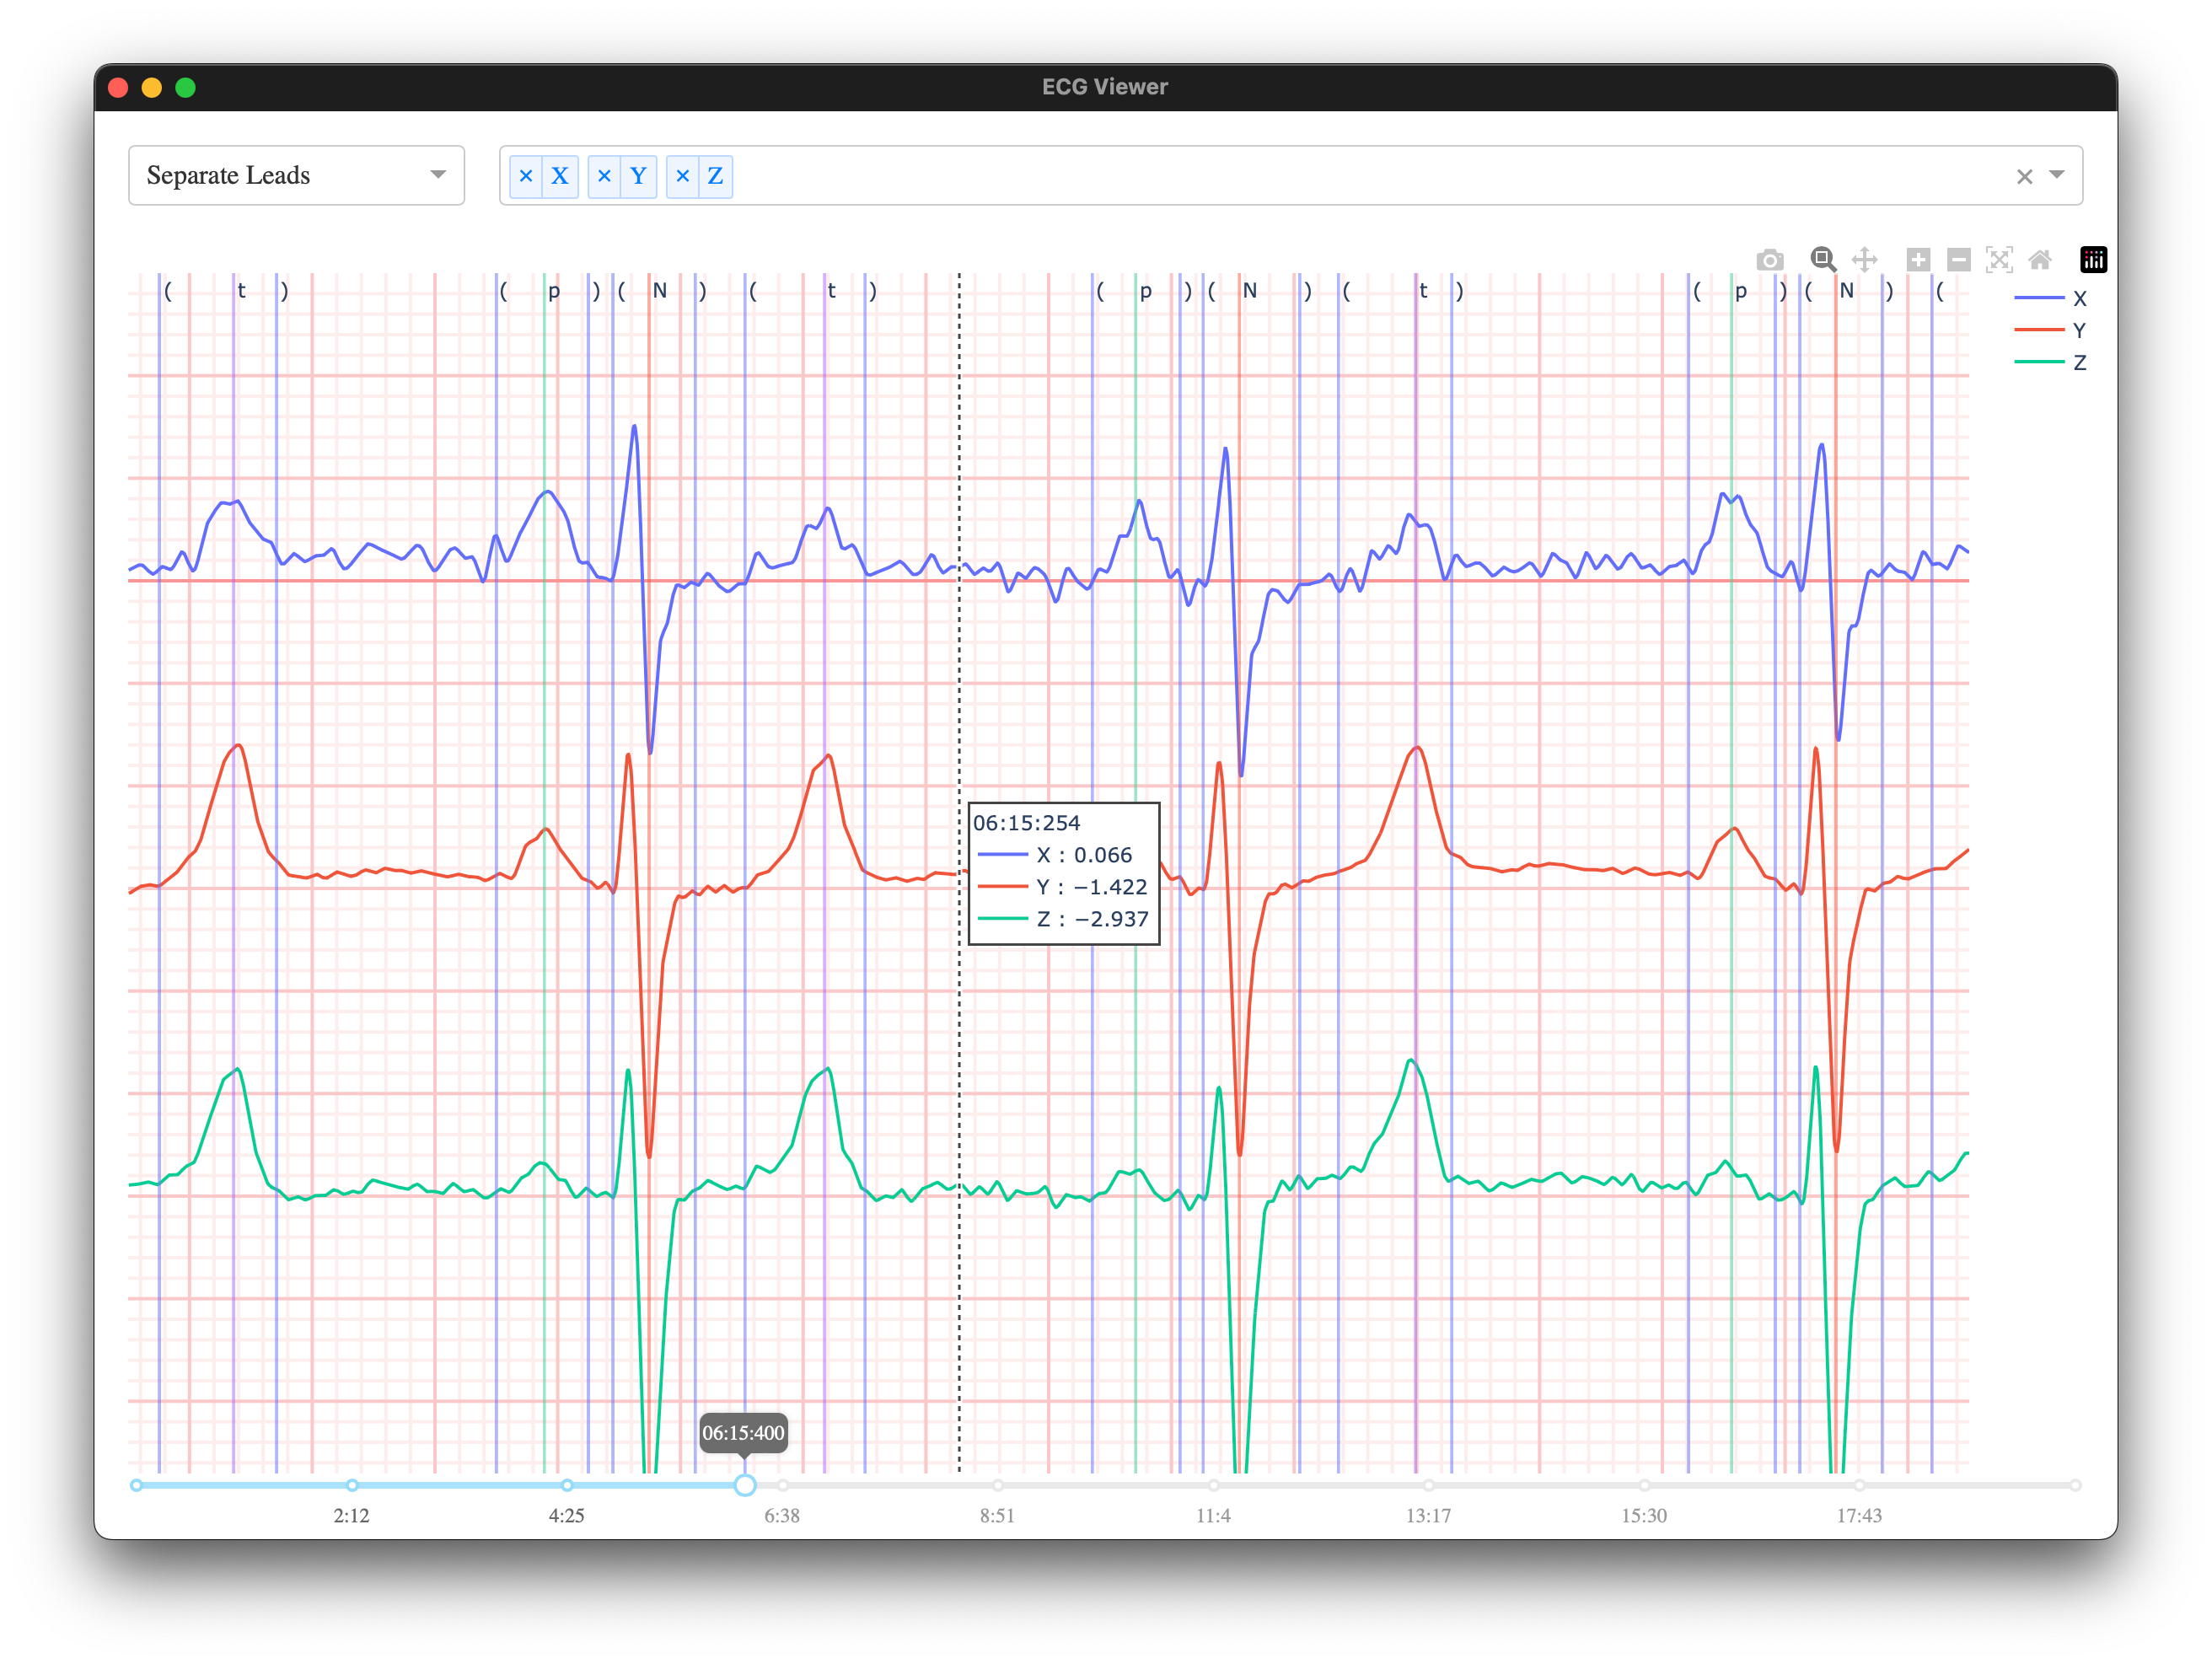 ECG Viewer
Separate Leads
× X × Y × Z ×
( t ) ( p ) ( N ) ( t ) ( p ) ( N ) ( t ) ( p ) ( N ) (
X
Y
Z
06:15:254
X : 0.066
Y : −1.422
Z : −2.937
06:15:400
2:12 4:25 6:38 8:51 11:4 13:17 15:30 17:43